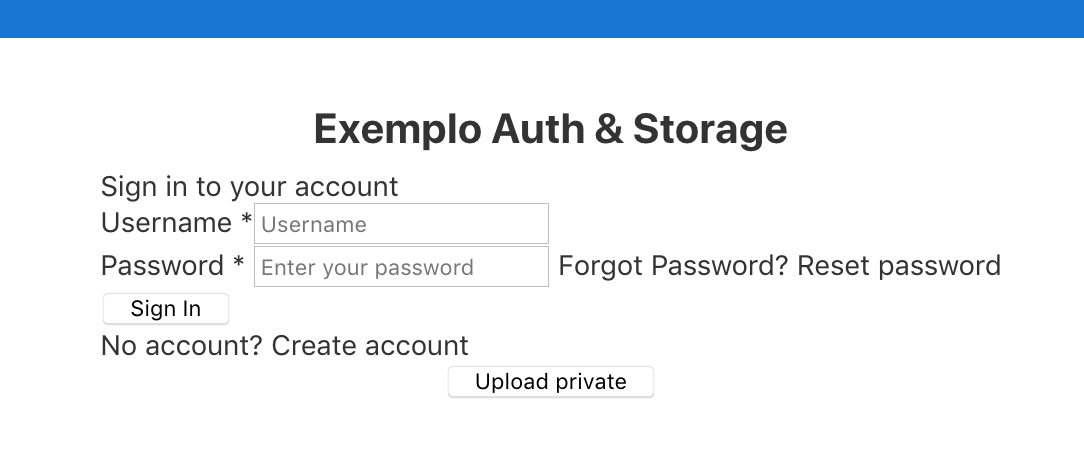 Exemplo Auth & Storage
Sign in to your account
Username * Username
Password * Enter your password Forgot Password? Reset password
Sign In
No account? Create account
Upload private